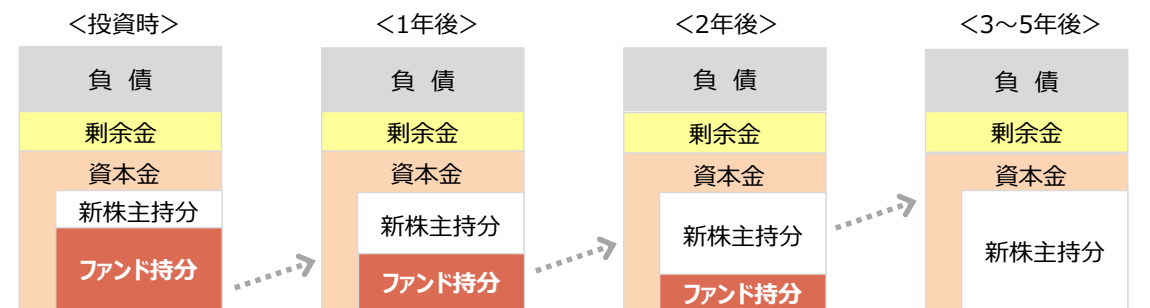 ＜投資時＞
負 債
剰余金
資本金
新株主持分
ファンド持分
＜1年後＞
負 債
剰余金
資本金
新株主持分
ファンド持分
＜2年後＞
負 債
剰余金
資本金
新株主持分
ファンド持分
＜3～5年後＞
負 債
剰余金
資本金
新株主持分